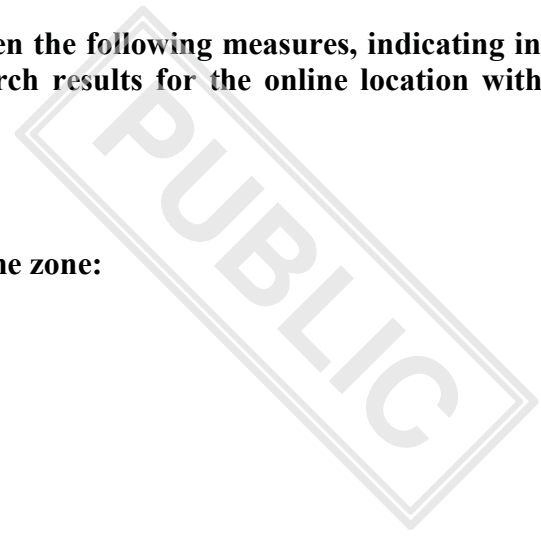 en the following measures, indicating in
rch results for the online location with
ne zone:
PUBLIC